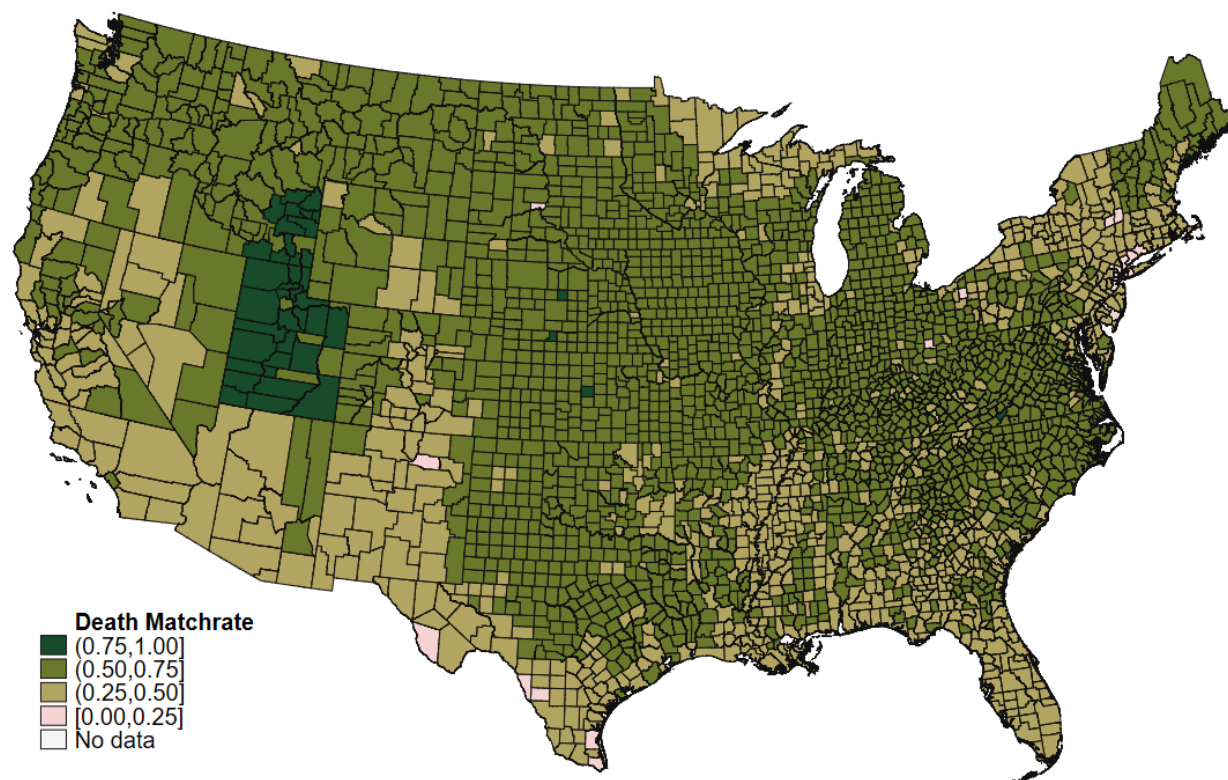 Death Matchrate
(0.75,1.00]
(0.50,0.75]
(0.25,0.50]
[0.00,0.25]
No data